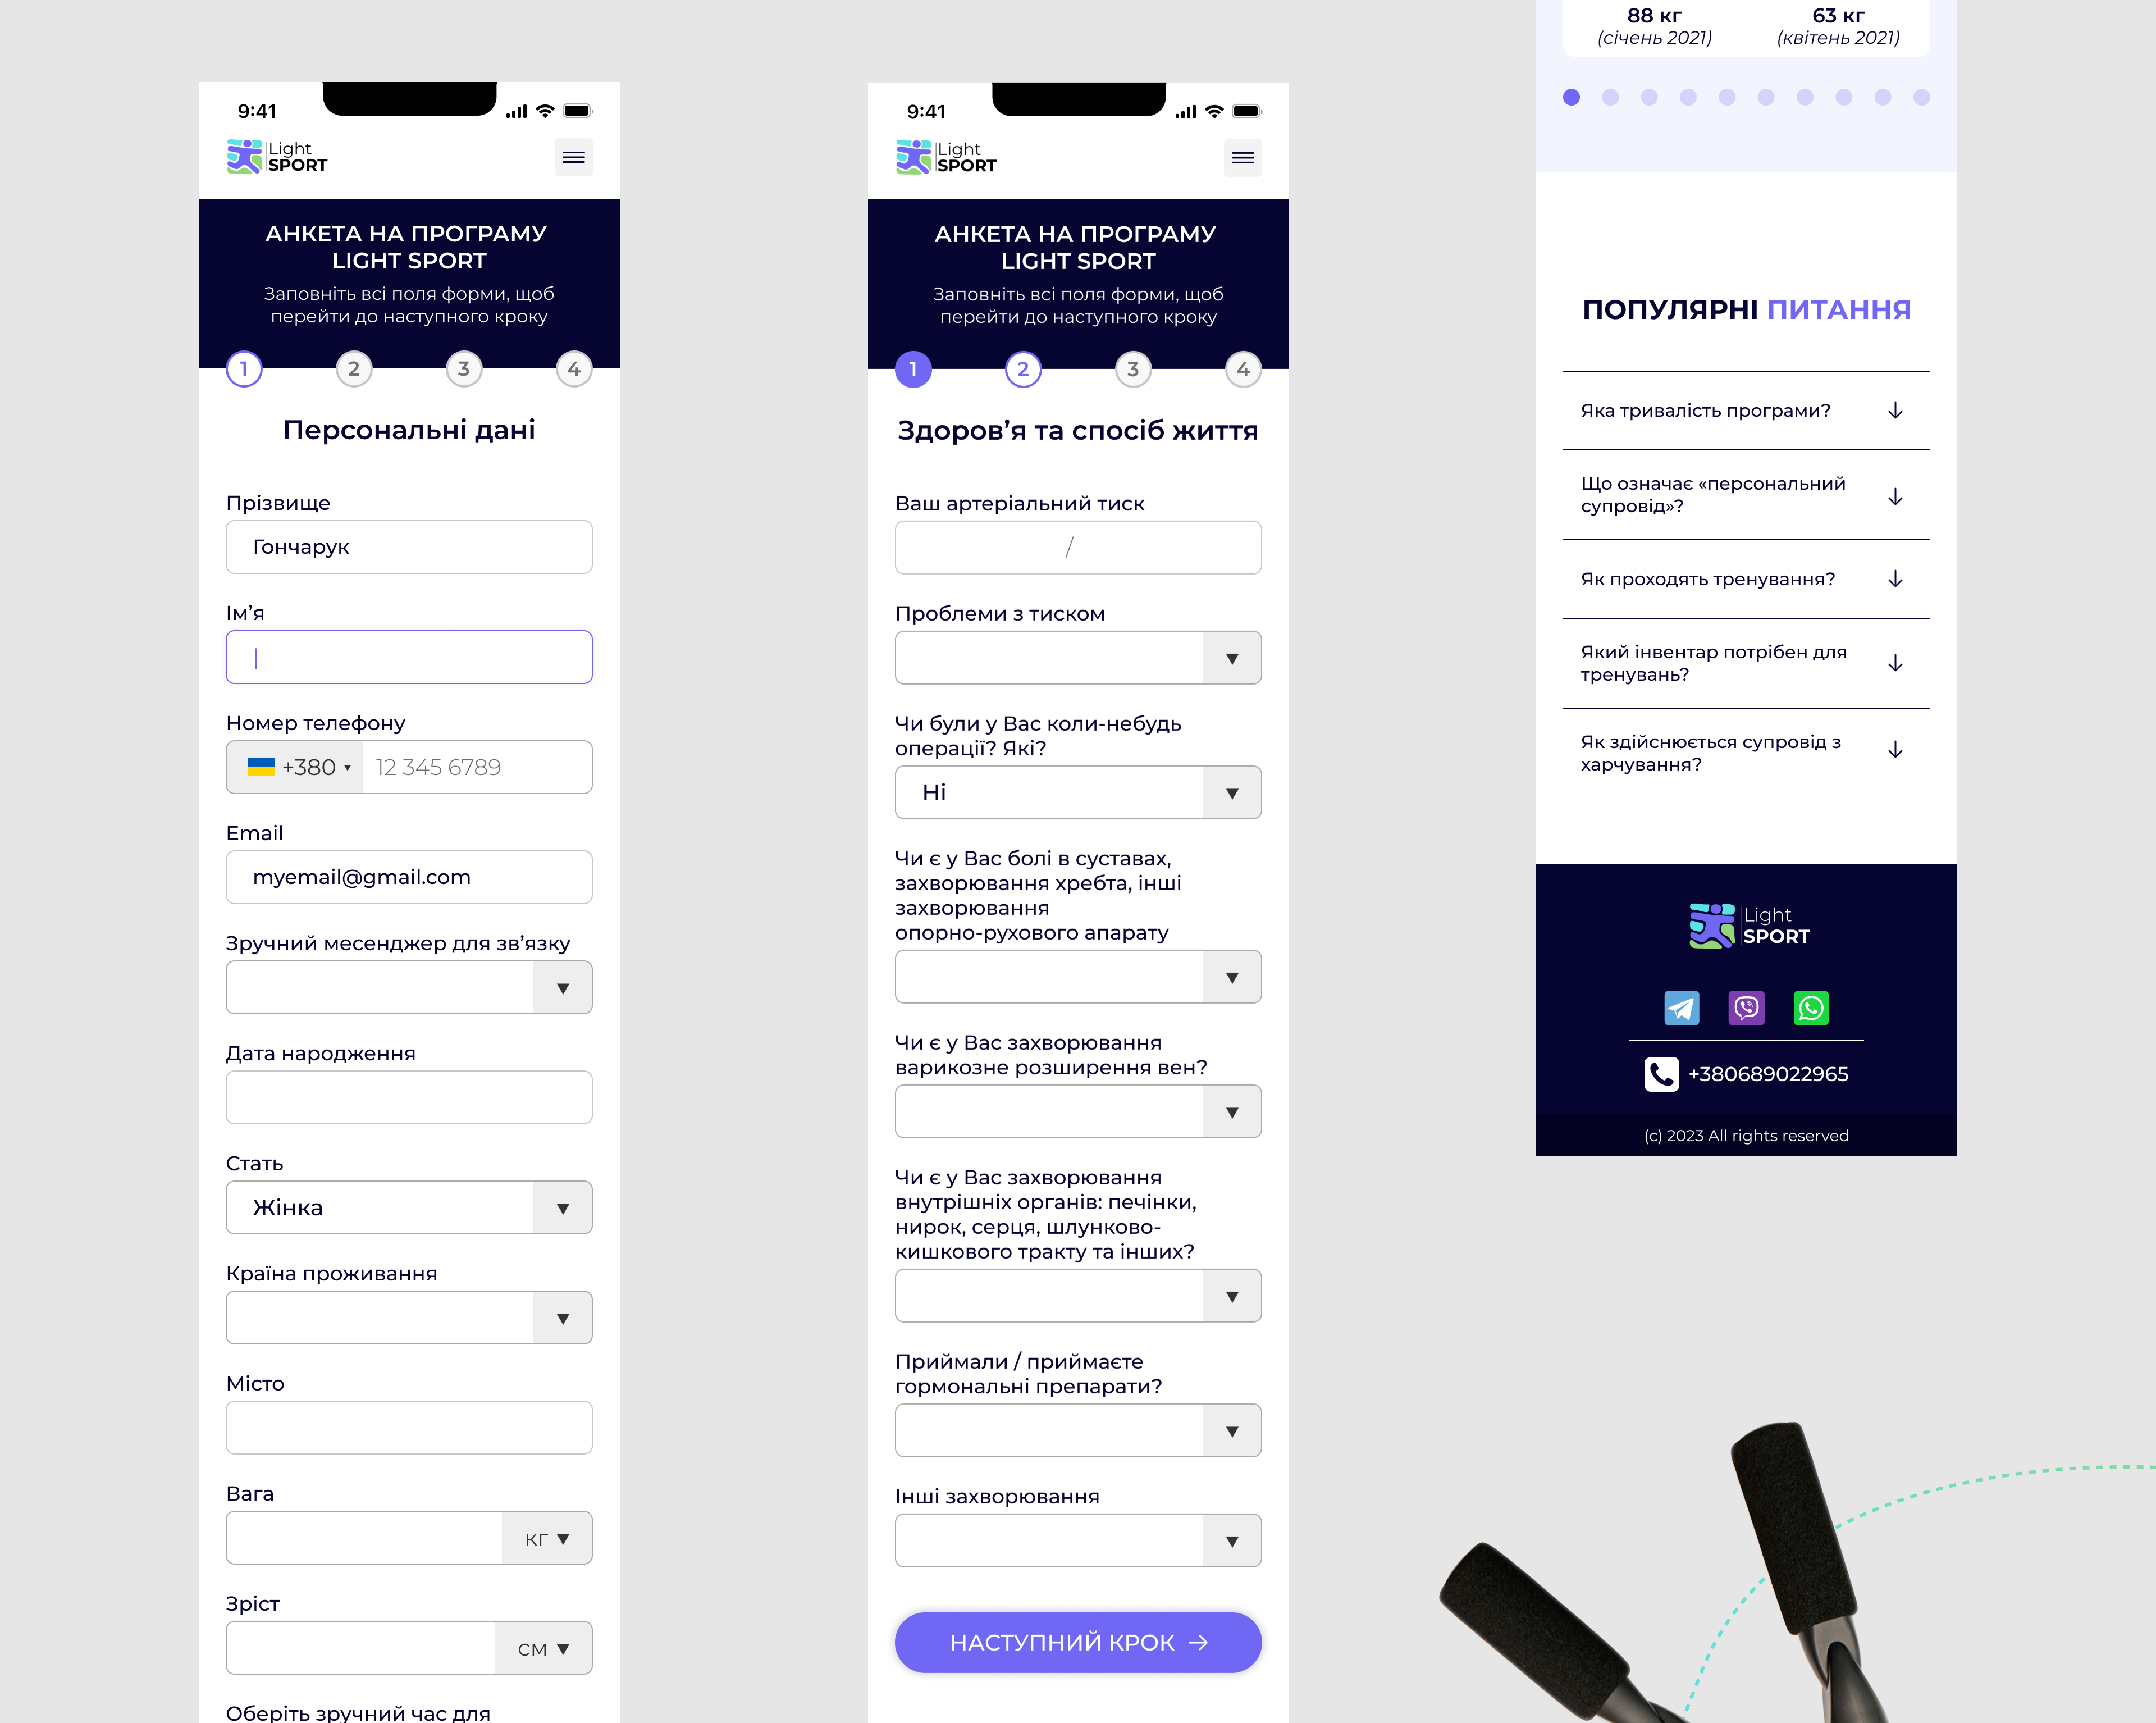 9:41
Light
SPORT
АНКЕТА НА ПРОГРАМУ
LIGHT SPORT
Заповніть всі поля форми, щоб
перейти до наступного кроку
1 2 3 4
Персональні дані
Прізвище
Гончарук
Ім’я
Номер телефону
+380 12 345 6789
Email
myemail@gmail.com
Зручний месенджер для зв’язку
Дата народження
Стать
Жінка
Країна проживання
Місто
Вага
кг
Зріст
см
Оберіть зручний час для
9:41
Light
SPORT
АНКЕТА НА ПРОГРАМУ
LIGHT SPORT
Заповніть всі поля форми, щоб
перейти до наступного кроку
1 2 3 4
Здоров’я та спосіб життя
Ваш артеріальний тиск
/
Проблеми з тиском
Чи були у Вас коли-небудь
операції? Які?
Ні
Чи є у Вас болі в суставах,
захворювання хребта, інші
захворювання
опорно-рухового апарату
Чи є у Вас захворювання
варикозне розширення вен?
Чи є у Вас захворювання
внутрішніх органів: печінки,
нирок, серця, шлунково-
кишкового тракту та інших?
Приймали / приймаєте
гормональні препарати?
Інші захворювання
НАСТУПНИЙ КРОК →
88 кг 63 кг
(січень 2021) (квітень 2021)
ПОПУЛЯРНІ ПИТАННЯ
Яка тривалість програми?
Що означає «персональний
супровід»?
Як проходять тренування?
Який інвентар потрібен для
тренувань?
Як здійснюється супровід з
харчування?
Light
SPORT
+380689022965
(c) 2023 All rights reserved